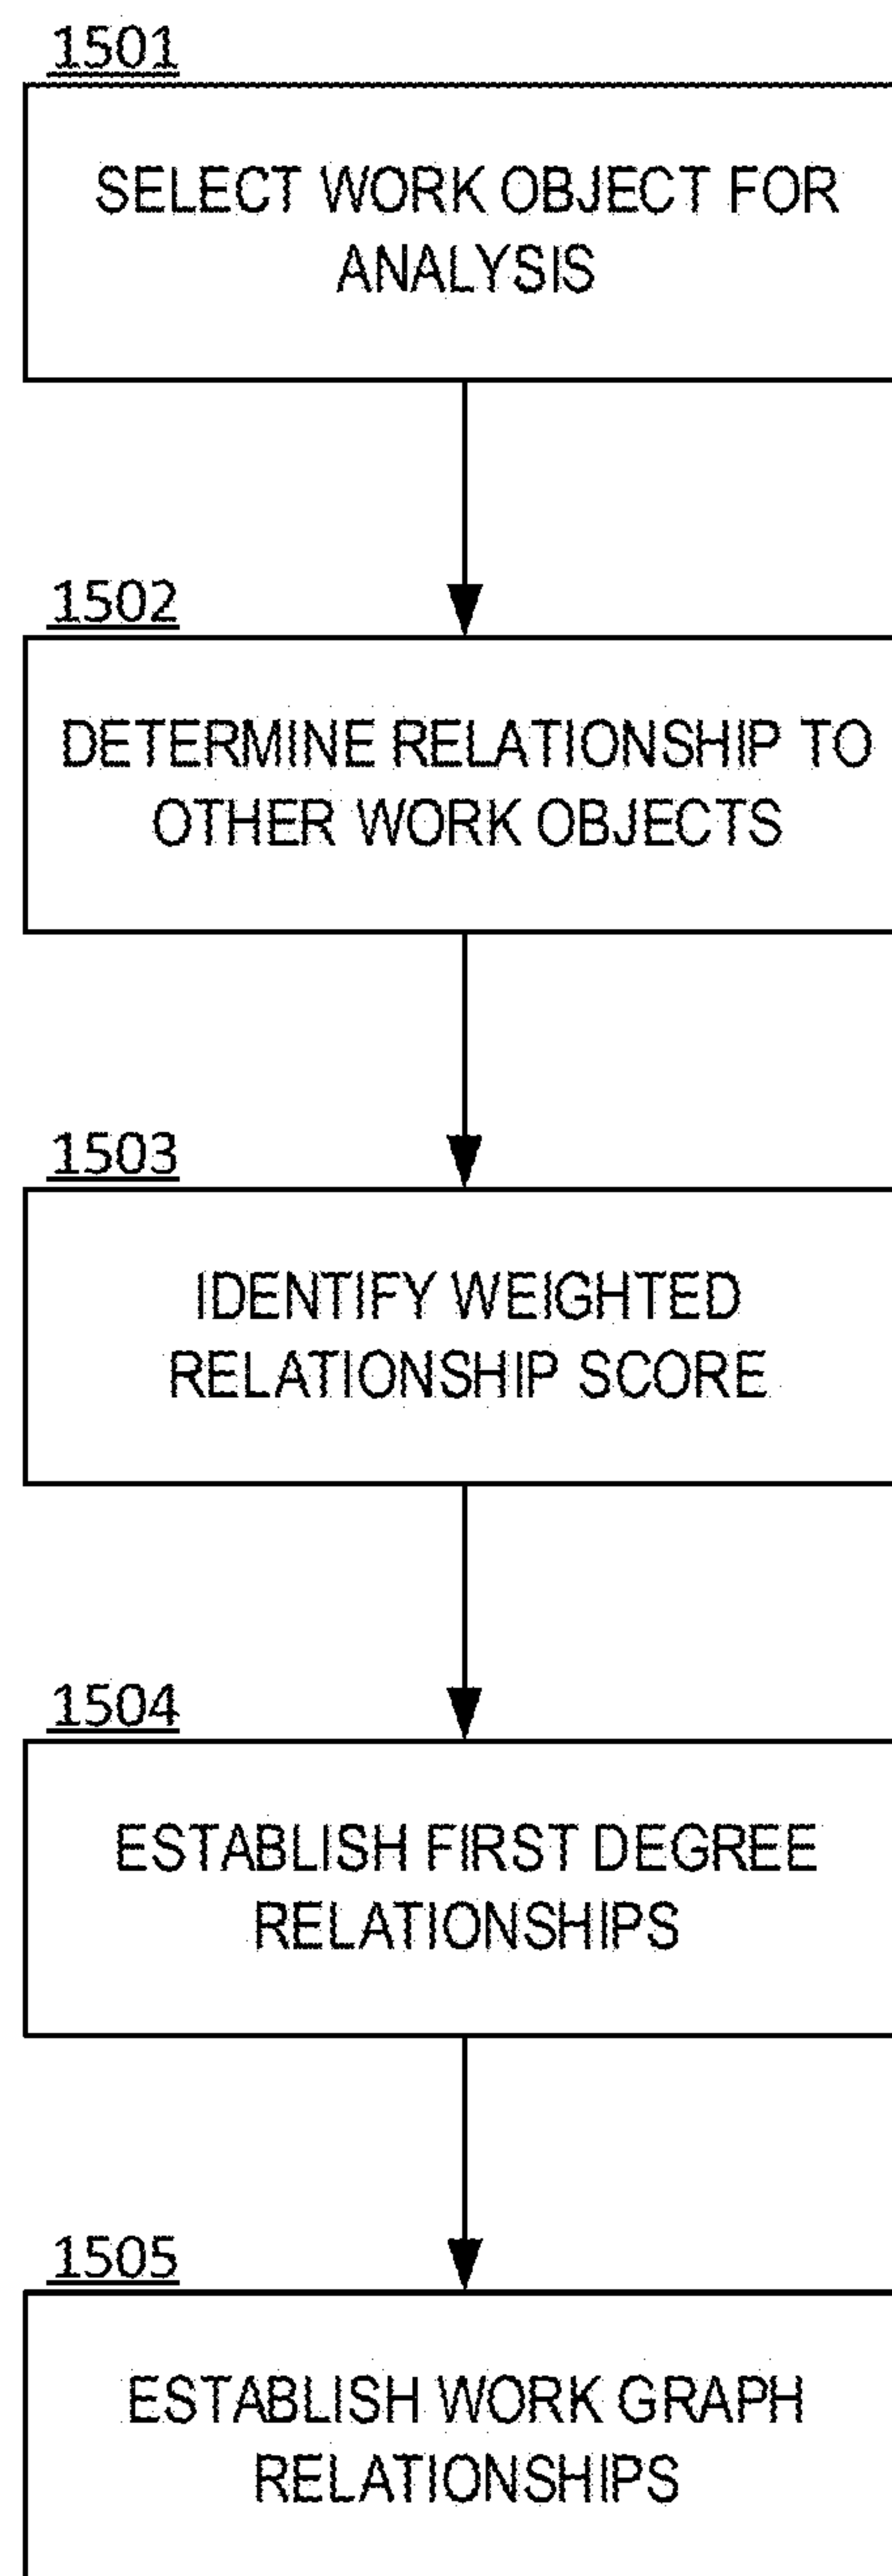 1501
SELECT WORK OBJECT FOR
ANALYSIS
1502
DETERMINE RELATIONSHIP TO
OTHER WORK OBJECTS
1503
IDENTIFY WEIGHTED
RELATIONSHIP SCORE
1504
ESTABLISH FIRST DEGREE
RELATIONSHIPS
1505
ESTABLISH WORK GRAPH
RELATIONSHIPS